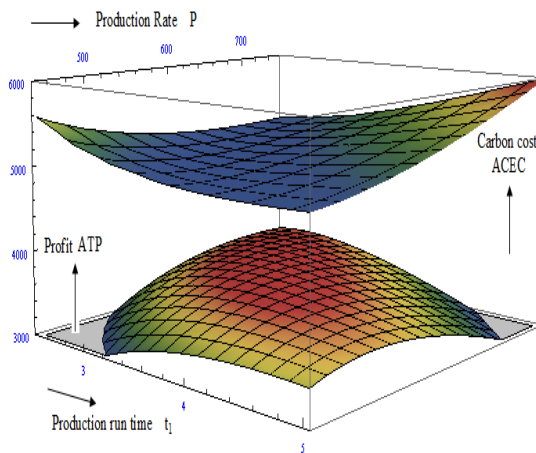 Production Rate P
500
600
700
6000
5000
4000
3000
Carbon cost
ACEC
Profit ATP
3
4
5
Production run time t₁